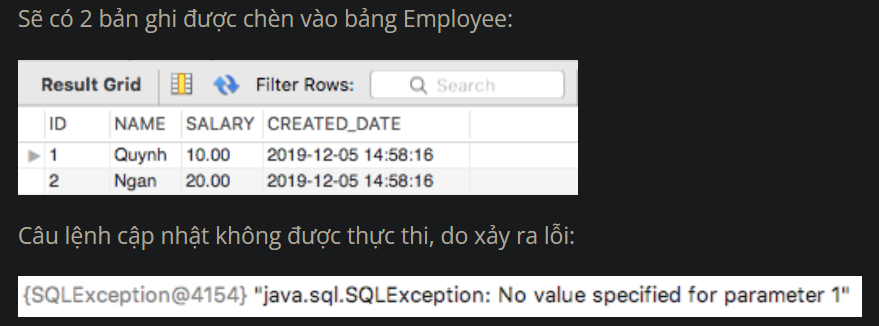 Sẽ có 2 bản ghi được chèn vào bảng Employee:
Result Grid Filter Rows: Search
ID NAME SALARY CREATED_DATE
1 Quynh 10.00 2019-12-05 14:58:16
2 Ngan 20.00 2019-12-05 14:58:16
Câu lệnh cập nhật không được thực thi, do xảy ra lỗi:
{SQLException@4154} "java.sql.SQLException: No value specified for parameter 1"